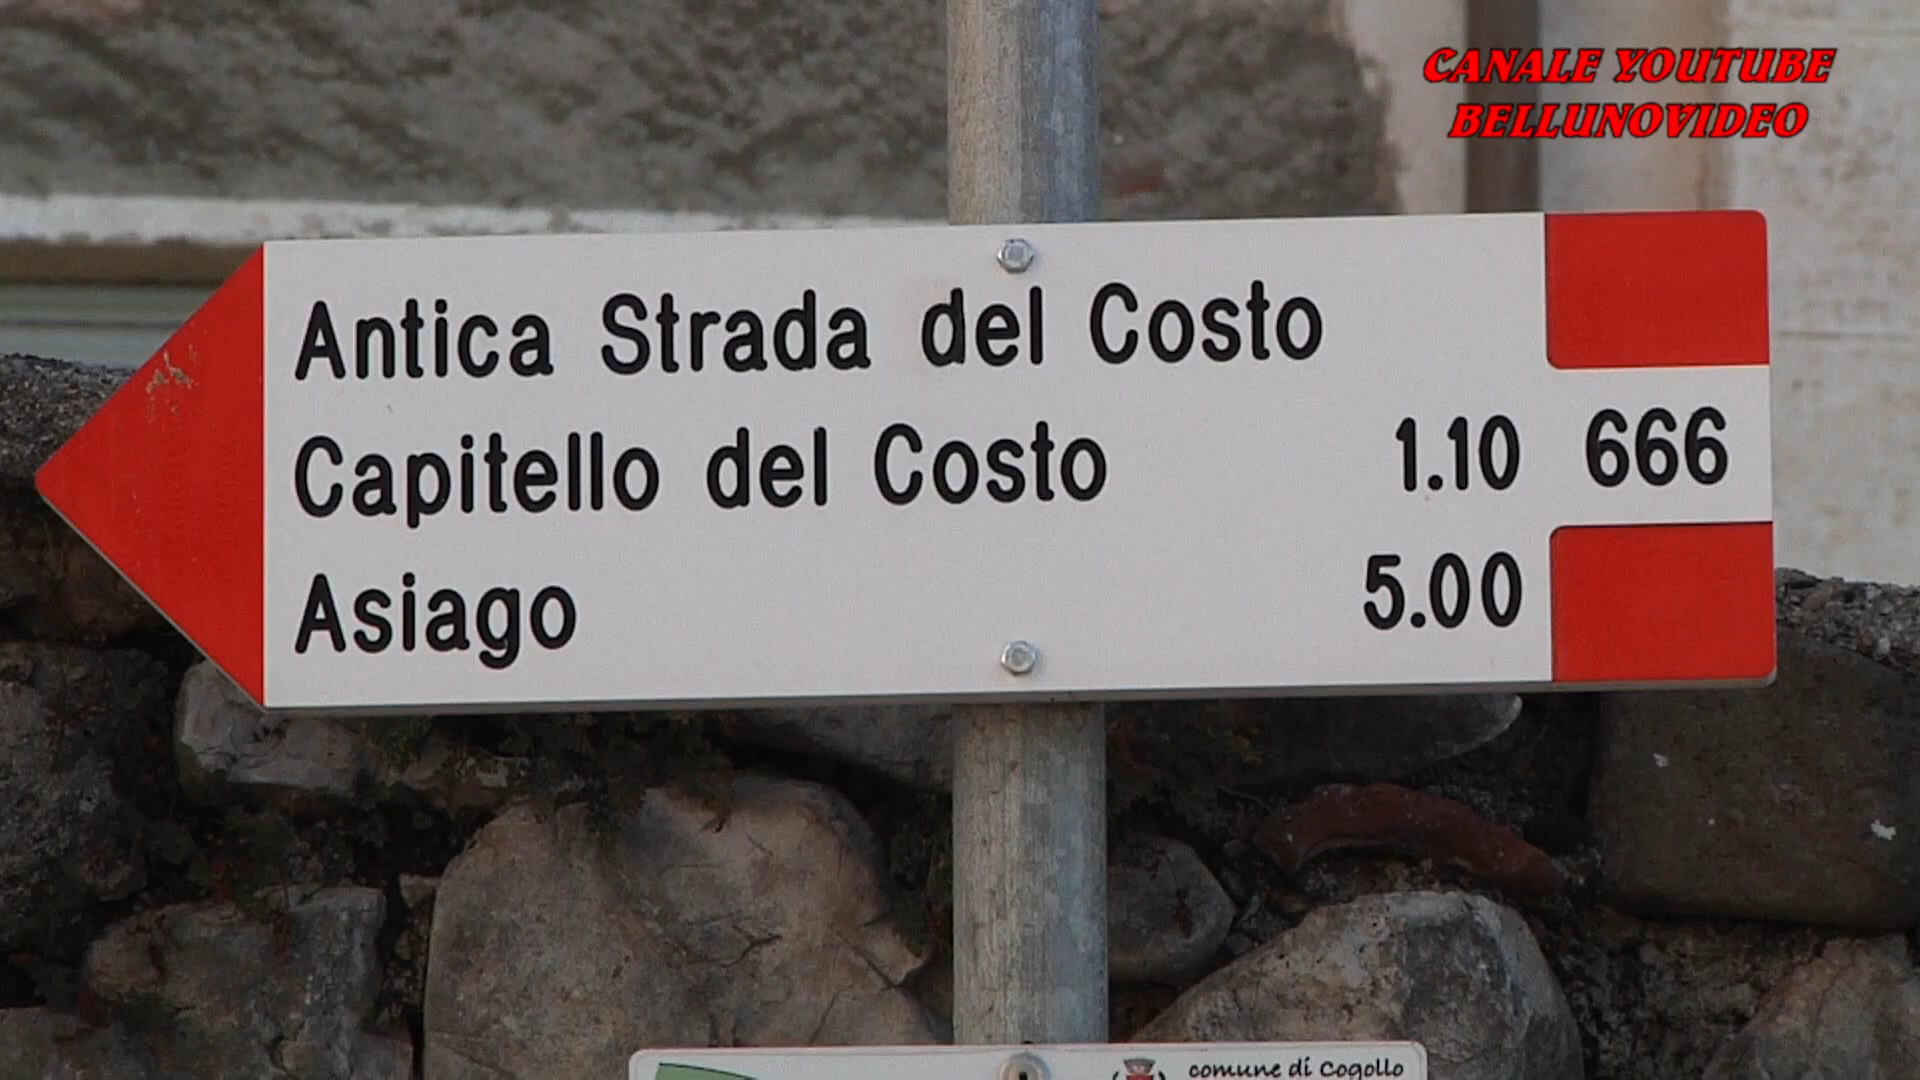 CANALE YOUTUBE
BELLUNOVIDEO
Antica Strada del Costo
Capitello del Costo 1.10 666
Asiago 5.00
comune di Cogollo